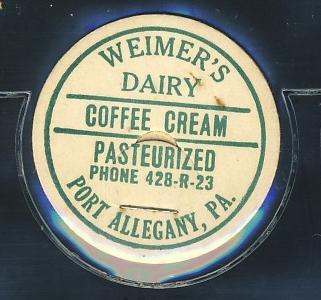 WEIMER'S
DAIRY
COFFEE CREAM
PASTEURIZED
PHONE 428-R-23
PORT ALLEGANY, PA.